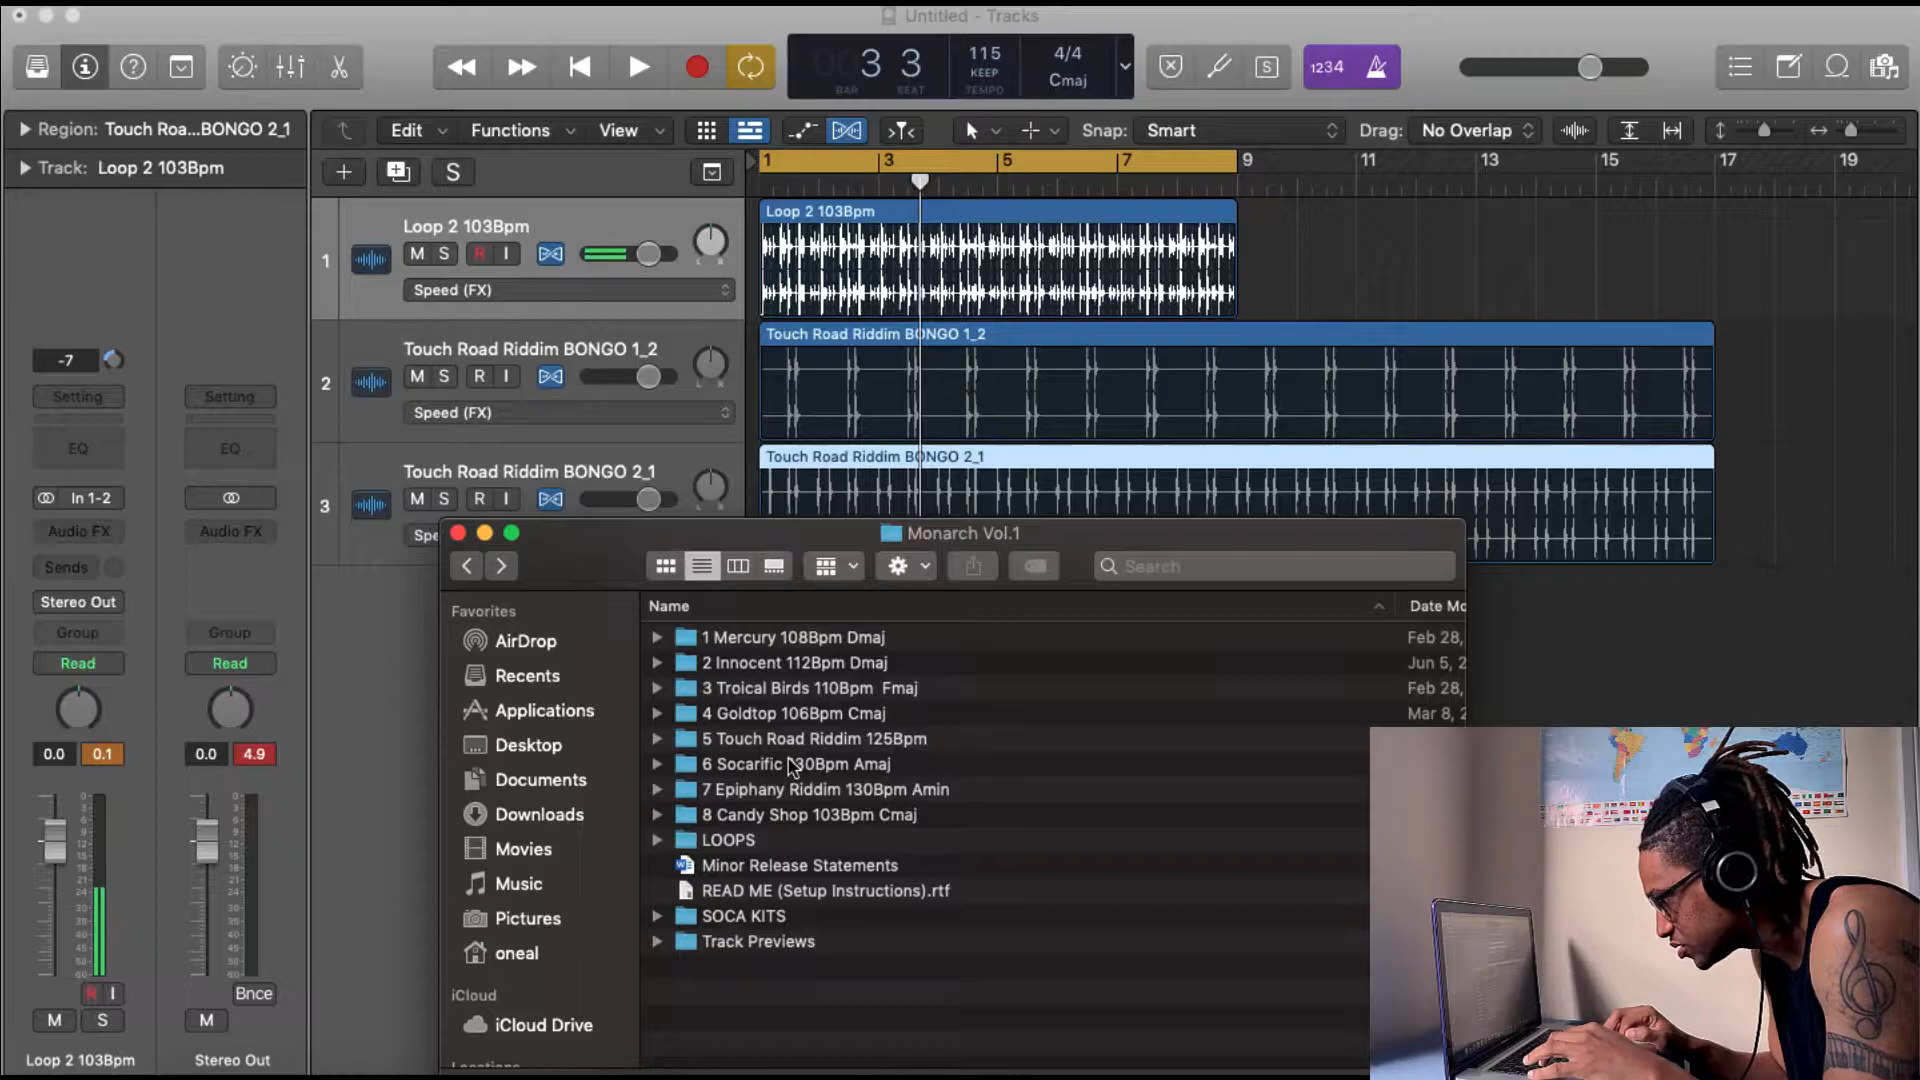 Untitled - Tracks
3 3
BAR BEAT
115
KEEP
TEMPO
4/4
Cmaj
S
1234
Region: Touch Roa...BONGO 2_1
Track: Loop 2 103Bpm
Edit Functions View
Snap: Smart
Drag: No Overlap
S
1 3 5 7 9 11 13 15 17 19
1
Loop 2 103Bpm
M S R I
Speed (FX)
Loop 2 103Bpm
2
Touch Road Riddim BONGO 1_2
M S R I
Speed (FX)
Touch Road Riddim BONGO 1_2
3
Touch Road Riddim BONGO 2_1
M S R I
Spe
Touch Road Riddim BONGO 2_1
-7
Setting Setting
EQ EQ
In 1-2
Audio FX Audio FX
Sends
Stereo Out
Group Group
Read Read
0.0 0.1 0.0 4.9
R I Bnce
M S M
Loop 2 103Bpm Stereo Out
Monarch Vol.1
Search
Favorites
AirDrop
Recents
Applications
Desktop
Documents
Downloads
Movies
Music
Pictures
oneal
iCloud
iCloud Drive
Name Date Mo
1 Mercury 108Bpm Dmaj Feb 28,
2 Innocent 112Bpm Dmaj Jun 5, 2
3 Troical Birds 110Bpm Fmaj Feb 28,
4 Goldtop 106Bpm Cmaj Mar 8, 2
5 Touch Road Riddim 125Bpm
6 Socarific 130Bpm Amaj
7 Epiphany Riddim 130Bpm Amin
8 Candy Shop 103Bpm Cmaj
LOOPS
Minor Release Statements
READ ME (Setup Instructions).rtf
SOCA KITS
Track Previews